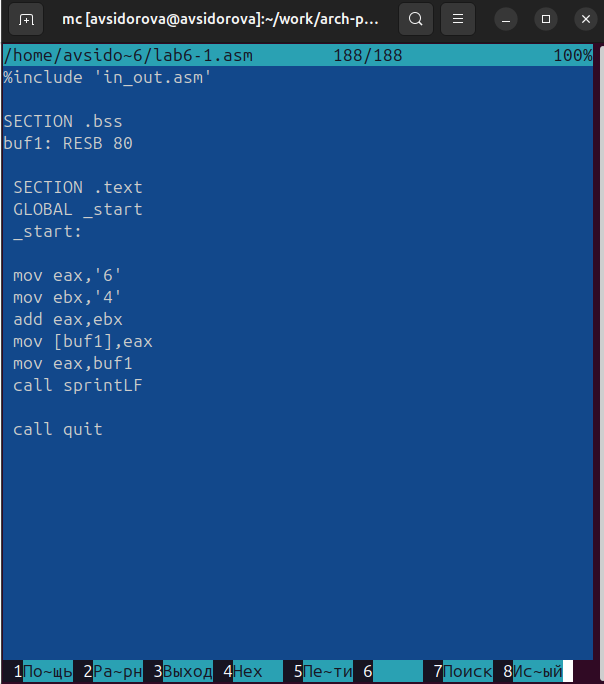 mc [avsidorova@avsidorova]:~/work/arch-p...
/home/avsido~6/lab6-1.asm 188/188 100%
%include 'in_out.asm'
SECTION .bss
buf1: RESB 80
SECTION .text
GLOBAL _start
_start:
mov eax,'6'
mov ebx,'4'
add eax,ebx
mov [buf1],eax
mov eax,buf1
call sprintLF
call quit
1По~щь 2Ра~рн 3Выход 4Hex 5Пе~ти 6 7Поиск 8Ис~ый